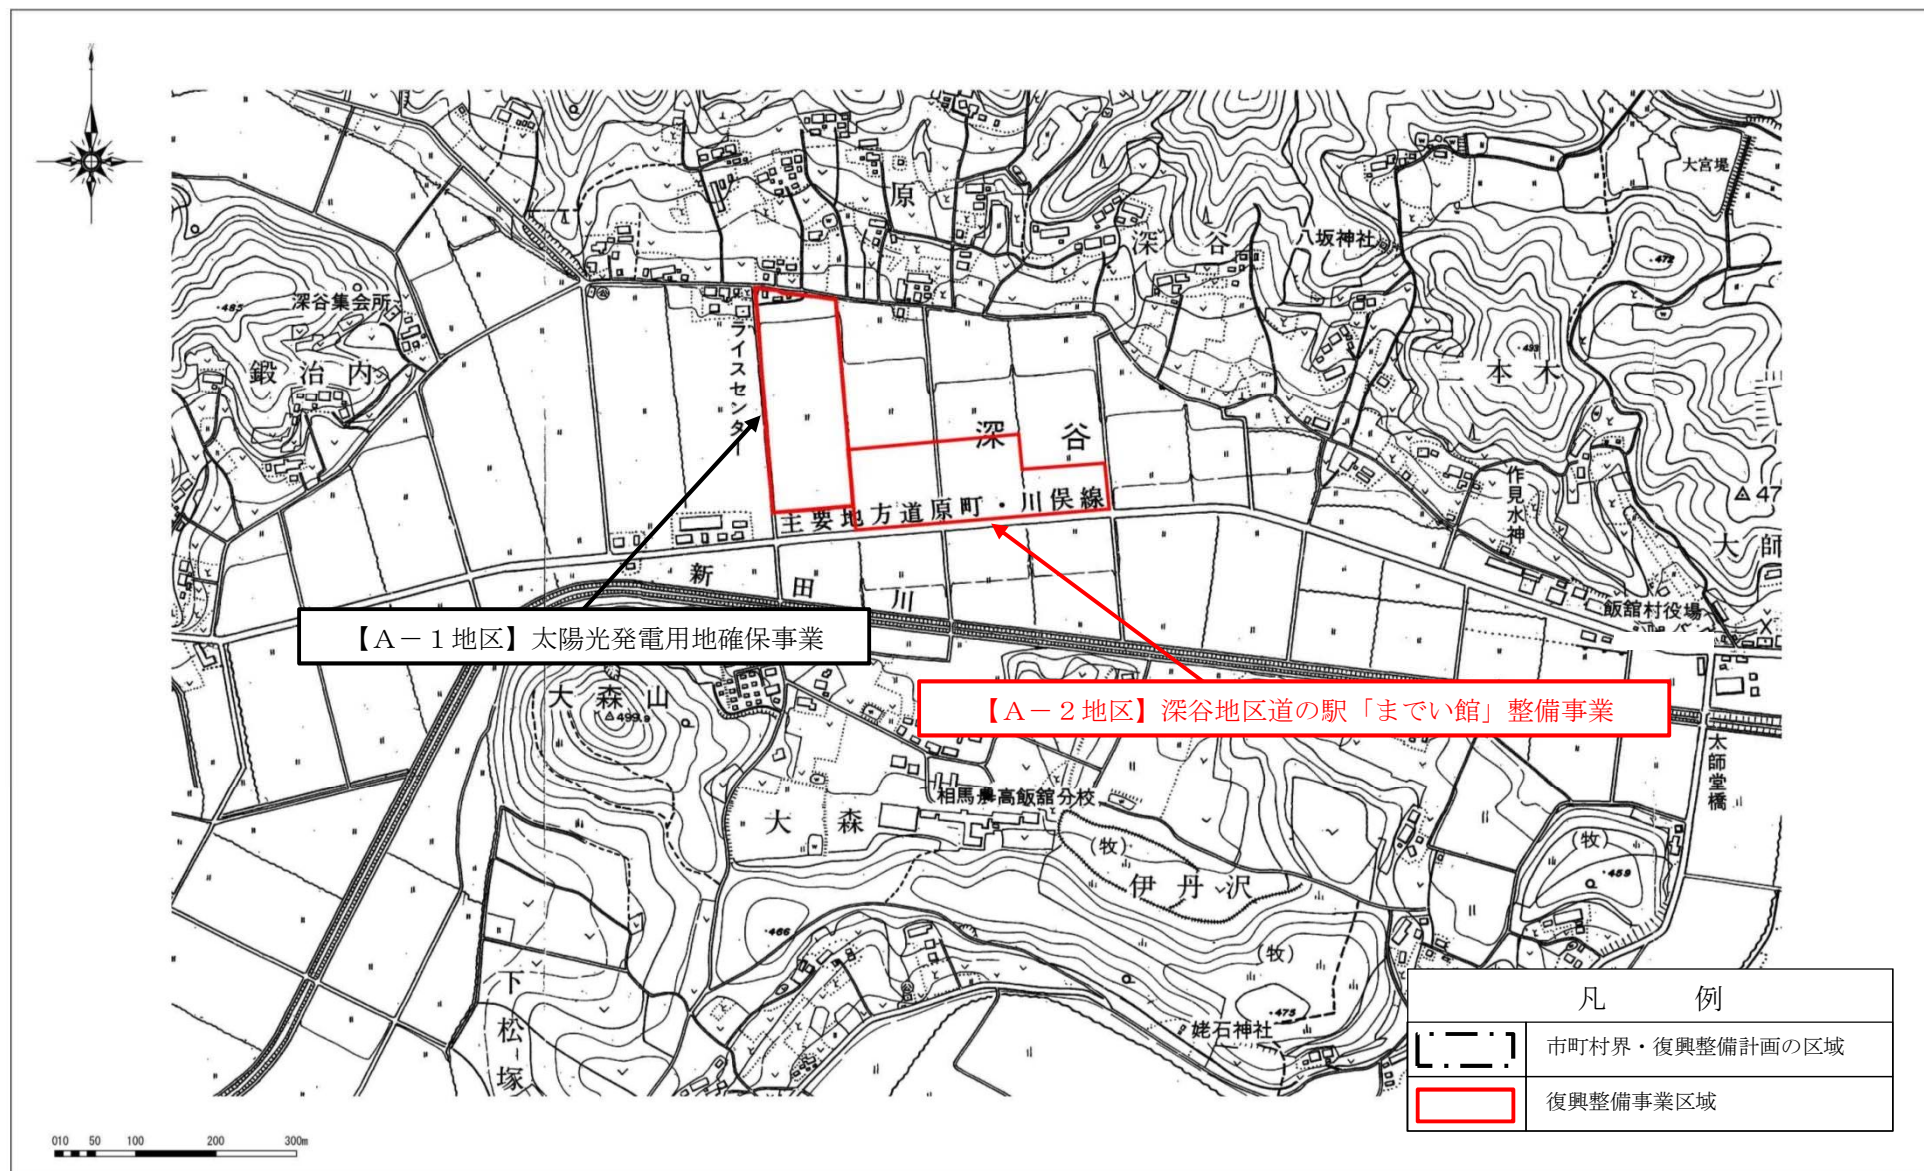 原
大宮堤
深谷
八坂神社
・472
・485
深谷集会所
鍛治内
ライスセンター
・493
二本木
深谷
作見水神
△47
主要地方道原町・川俣線
大師
新田川
飯舘村役場
【A－1地区】太陽光発電用地確保事業
大森山
△499.9
【A－2地区】深谷地区道の駅「までい館」整備事業
太師堂橋
相馬農高飯舘分校
大森
(牧)
(牧)
・459
伊丹沢
・466
(牧)
下松塚
・475
姥石神社
凡例
市町村界・復興整備計画の区域
復興整備事業区域
010 50 100 200 300m